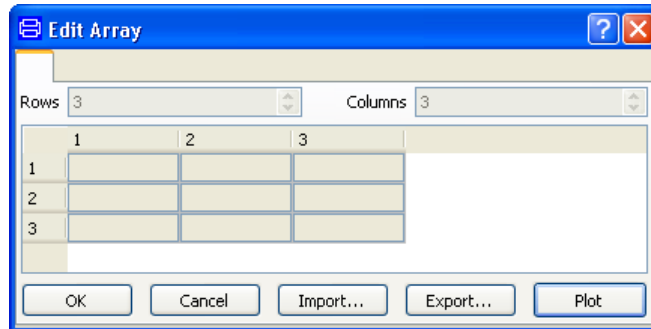 Edit Array
Rows 3 Columns 3
1 2 3
1
2
3
OK Cancel Import... Export... Plot